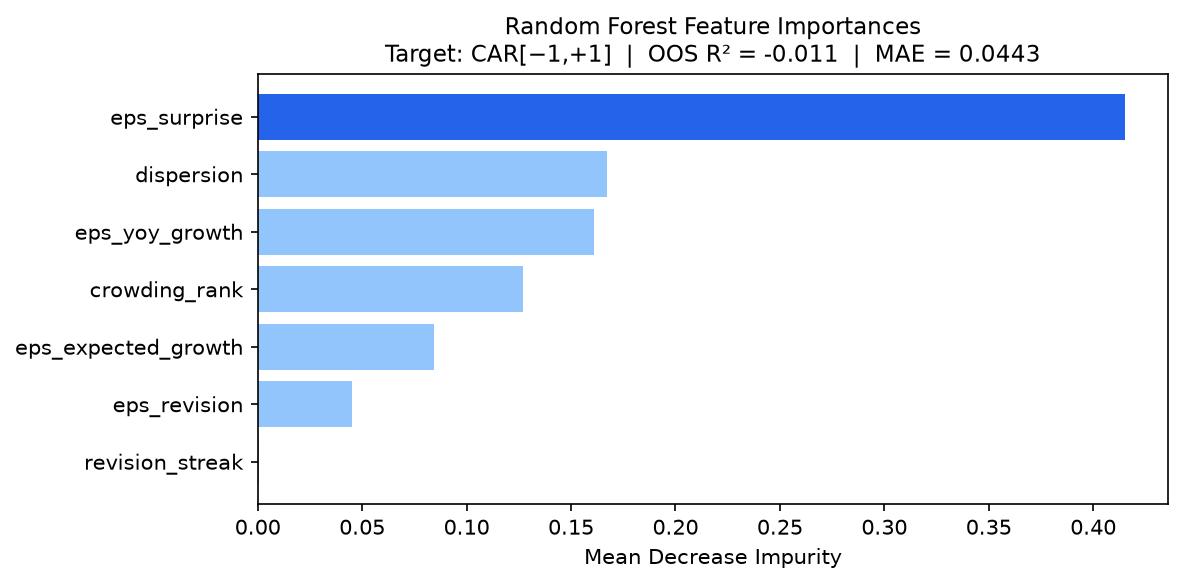 Random Forest Feature Importances
Target: CAR[−1,+1]  |  OOS R² = -0.011  |  MAE = 0.0443
eps_surprise
dispersion
eps_yoy_growth
crowding_rank
eps_expected_growth
eps_revision
revision_streak
0.00 0.05 0.10 0.15 0.20 0.25 0.30 0.35 0.40
Mean Decrease Impurity